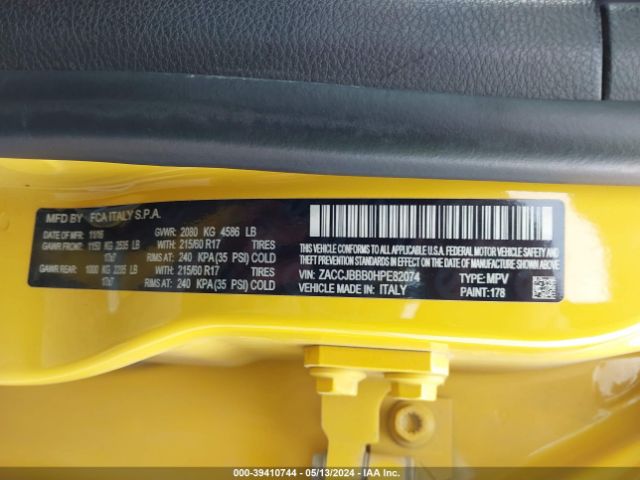 MFD BY FCA ITALY S.P.A.
DATE OF MFR 11/16 GVWR: 2080 KG 4586 LB
GAWR FRONT: 1150 KG 2535 LB WITH: 215/60 R17 TIRES
17x7 RIMS AT: 240 KPA (35 PSI) COLD
GAWR REAR: 1000 KG 2205 LB WITH: 215/60 R17 TIRES
17x7 RIMS AT: 240 KPA (35 PSI) COLD
THIS VEHICLE CONFORMS TO ALL APPLICABLE U.S.A. FEDERAL MOTOR VEHICLE SAFETY, BUMPER AND THEFT PREVENTION STANDARDS IN EFFECT ON THE DATE OF MANUFACTURE SHOWN ABOVE.
VIN: ZACCJBBB0HPE82074 TYPE: MPV
VEHICLE MADE IN: ITALY PAINT: 178
000-39410744 - 05/13/2024 - IAA Inc.